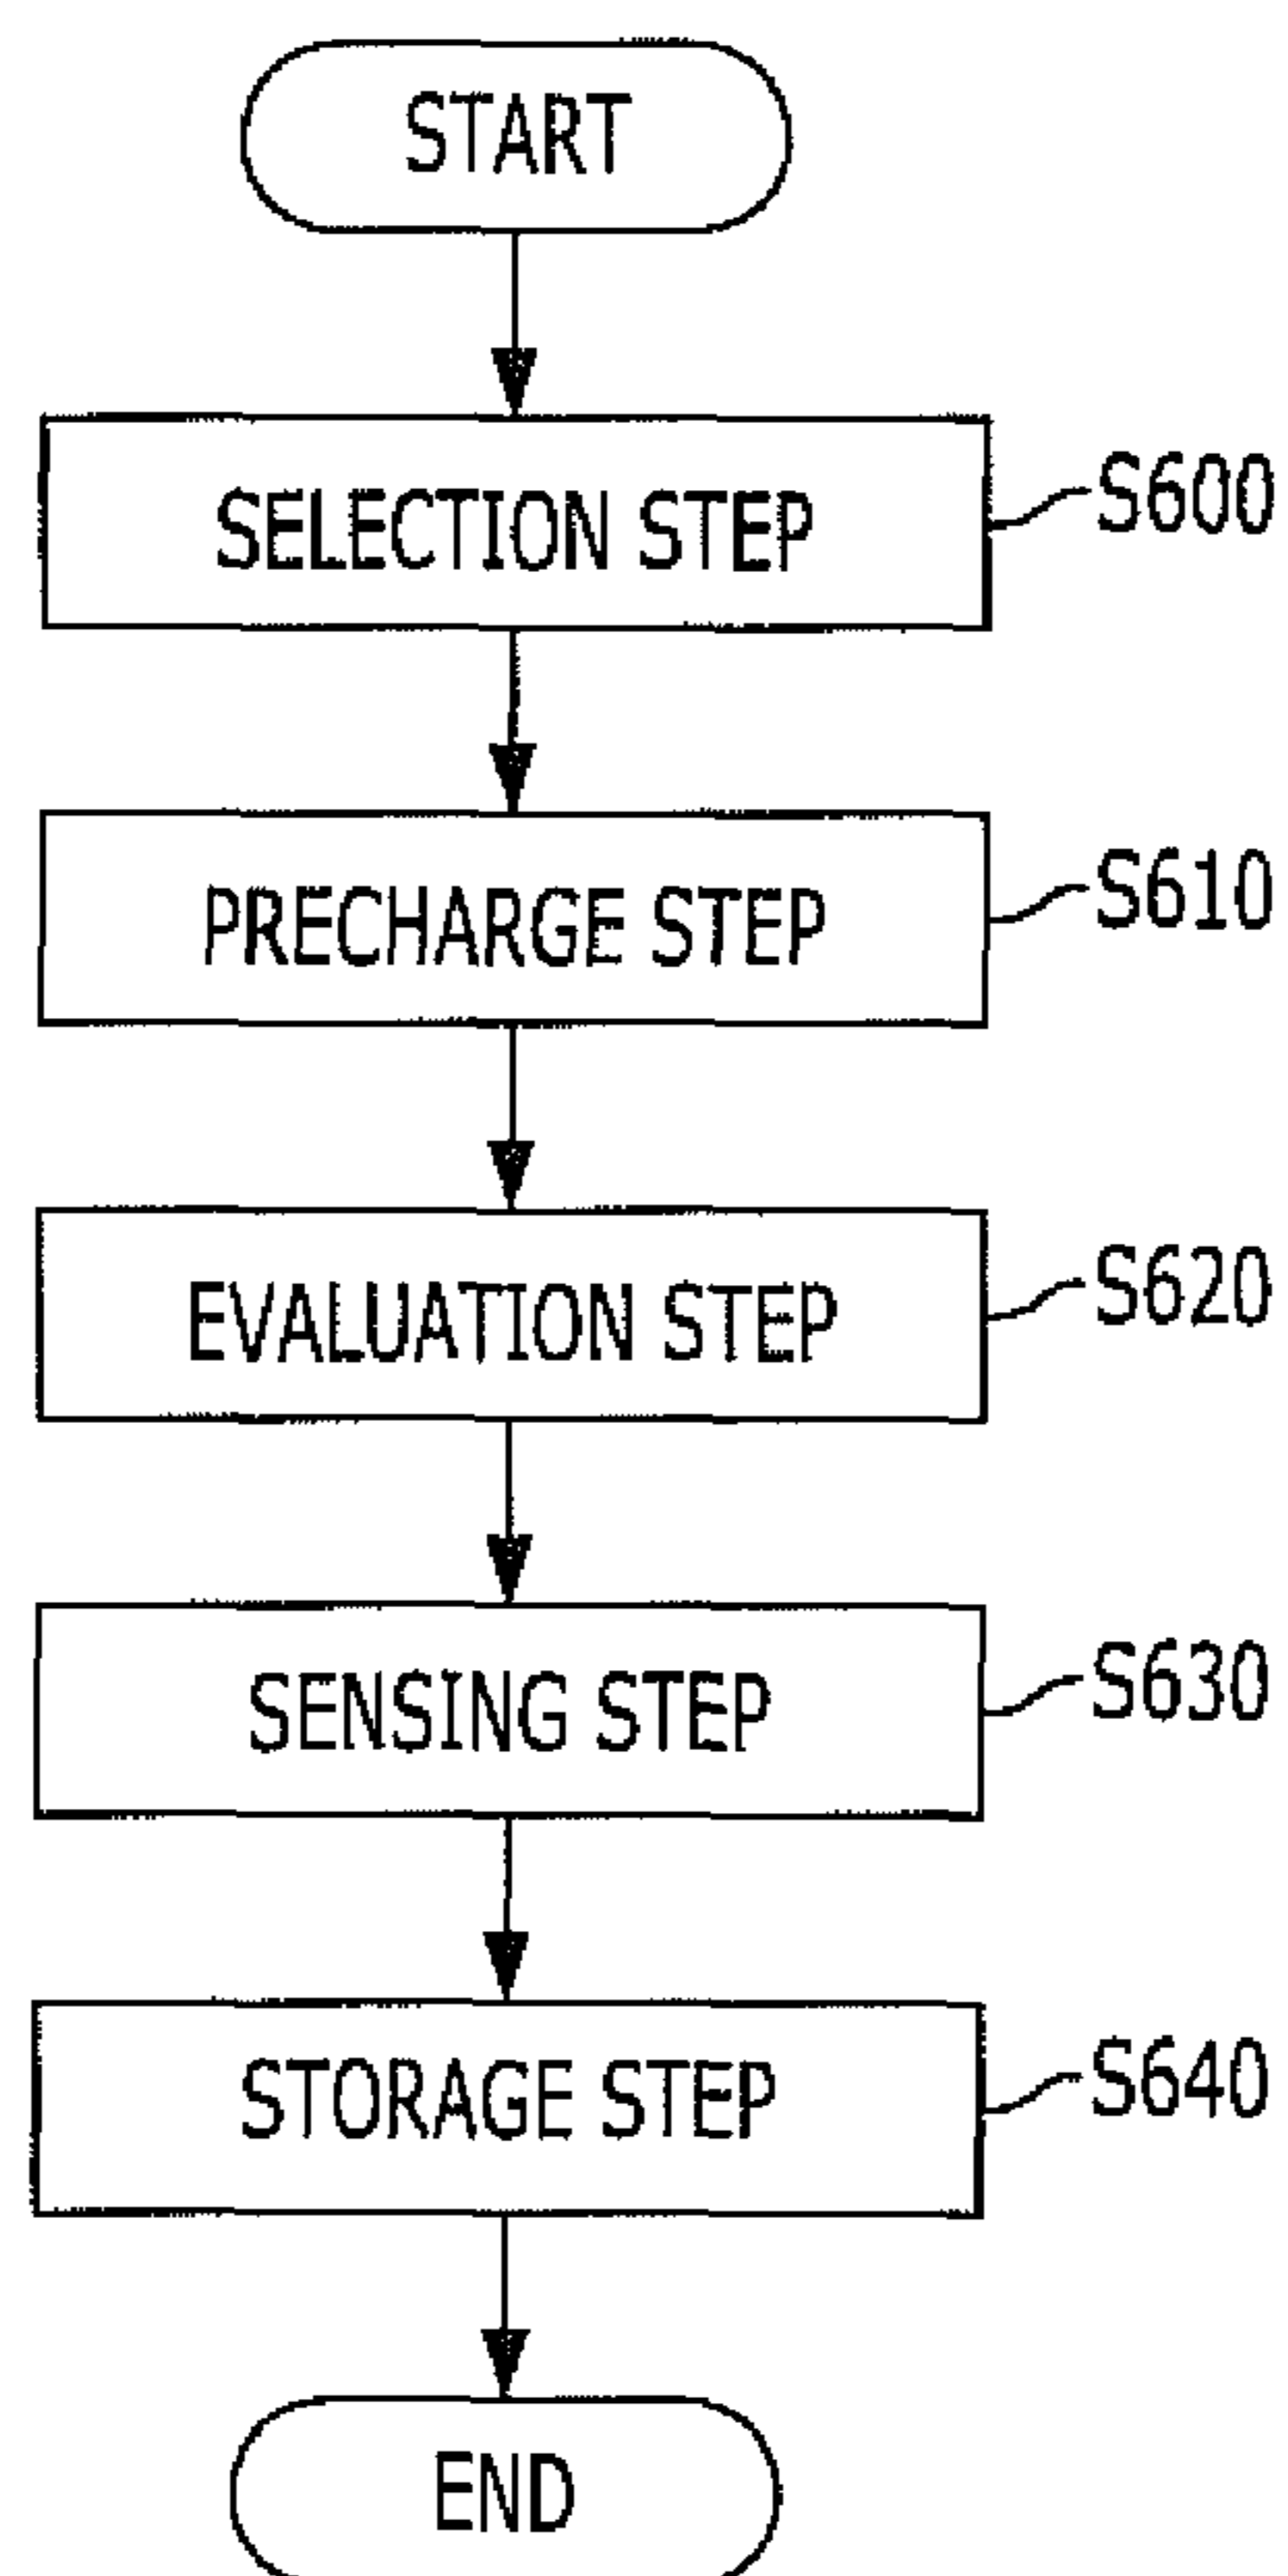 START
SELECTION STEP
S600
PRECHARGE STEP
S610
EVALUATION STEP
S620
SENSING STEP
S630
STORAGE STEP
S640
END